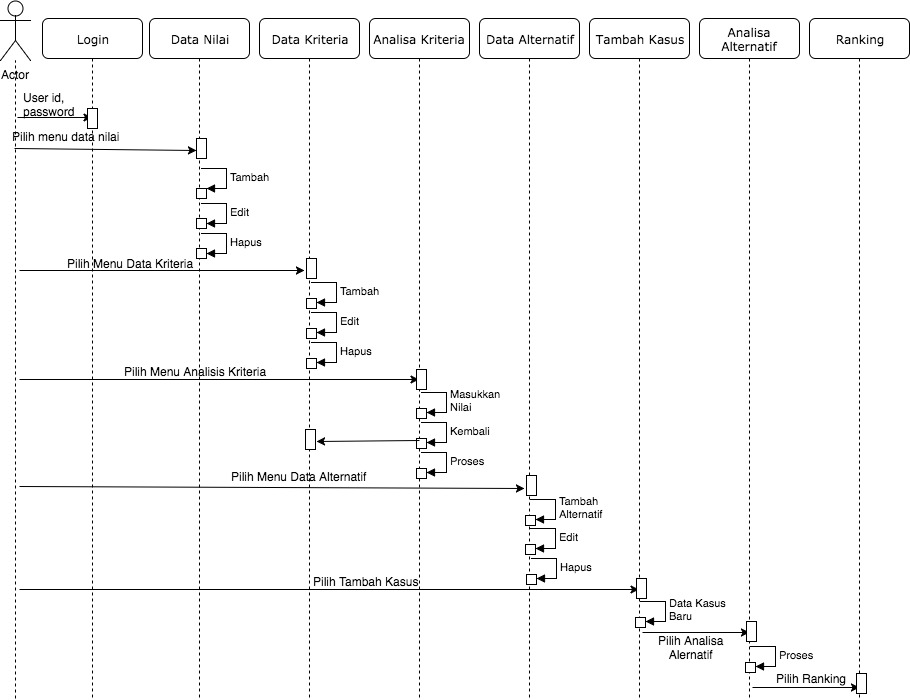 Login
Data Nilai
Data Kriteria
Analisa Kriteria
Data Alternatif
Tambah Kasus
Analisa
Alternatif
Ranking
Actor
User id,
password
Pilih menu data nilai
Tambah
Edit
Hapus
Pilih Menu Data Kriteria
Tambah
Edit
Hapus
Pilih Menu Analisis Kriteria
Masukkan
Nilai
Kembali
Proses
Pilih Menu Data Alternatif
Tambah
Alternatif
Edit
Hapus
Pilih Tambah Kasus
Data Kasus
Baru
Pilih Analisa
Alernatif
Proses
Pilih Ranking